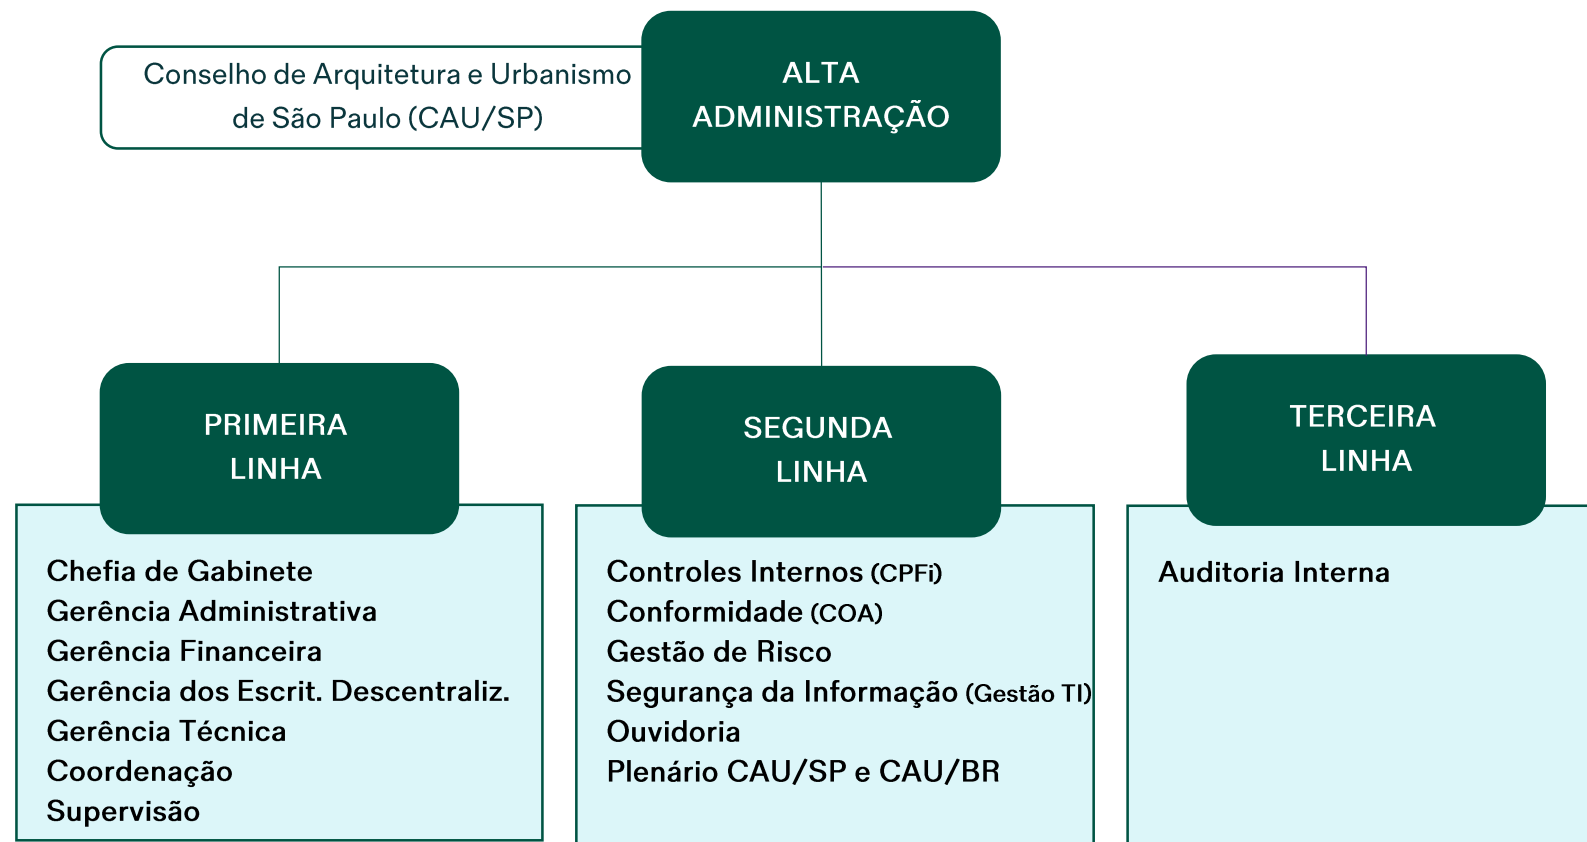 Conselho de Arquitetura e Urbanismo
de São Paulo (CAU/SP)
ALTA
ADMINISTRAÇÃO
PRIMEIRA
LINHA
Chefia de Gabinete
Gerência Administrativa
Gerência Financeira
Gerência dos Escrit. Descentraliz.
Gerência Técnica
Coordenação
Supervisão
SEGUNDA
LINHA
Controles Internos (CPFi)
Conformidade (COA)
Gestão de Risco
Segurança da Informação (Gestão TI)
Ouvidoria
Plenário CAU/SP e CAU/BR
TERCEIRA
LINHA
Auditoria Interna